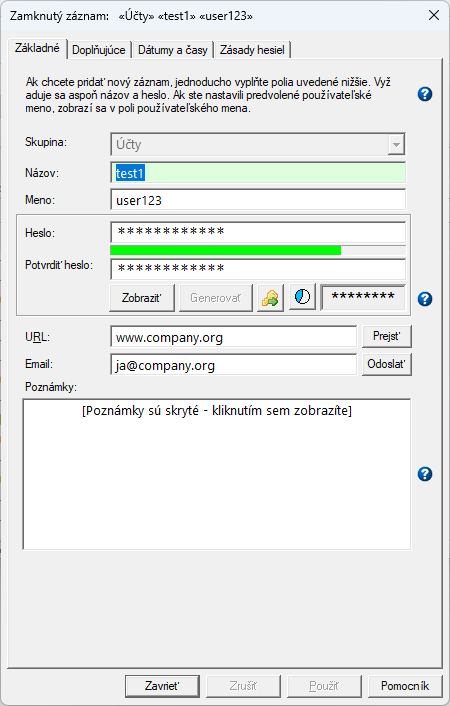 Zamknutý záznam: «Účty» «test1» «user123»
Základné Doplňujúce Dátumy a časy Zásady hesiel
Ak chcete pridať nový záznam, jednoducho vyplňte polia uvedené nižšie. Vyž
aduje sa aspoň názov a heslo. Ak ste nastavili predvolené používateľské
meno, zobrazí sa v poli používateľského mena.
Skupina: Účty
Názov: test1
Meno: user123
Heslo: ************
Potvrdiť heslo: ************
Zobraziť Generovať ********
URL: www.company.org Prejsť
Email: ja@company.org Odoslať
Poznámky:
[Poznámky sú skryté - kliknutím sem zobrazíte]
Zavrieť Zrušiť Použiť Pomocník